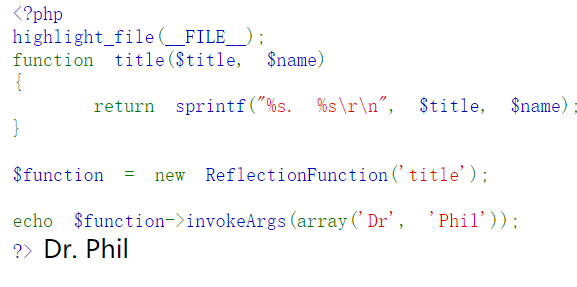 <?php
highlight_file(__FILE__);
function title($title, $name)
{
return sprintf("%s. %s\r\n", $title, $name);
}
$function = new ReflectionFunction('title');
echo $function->invokeArgs(array('Dr', 'Phil'));
?> Dr. Phil